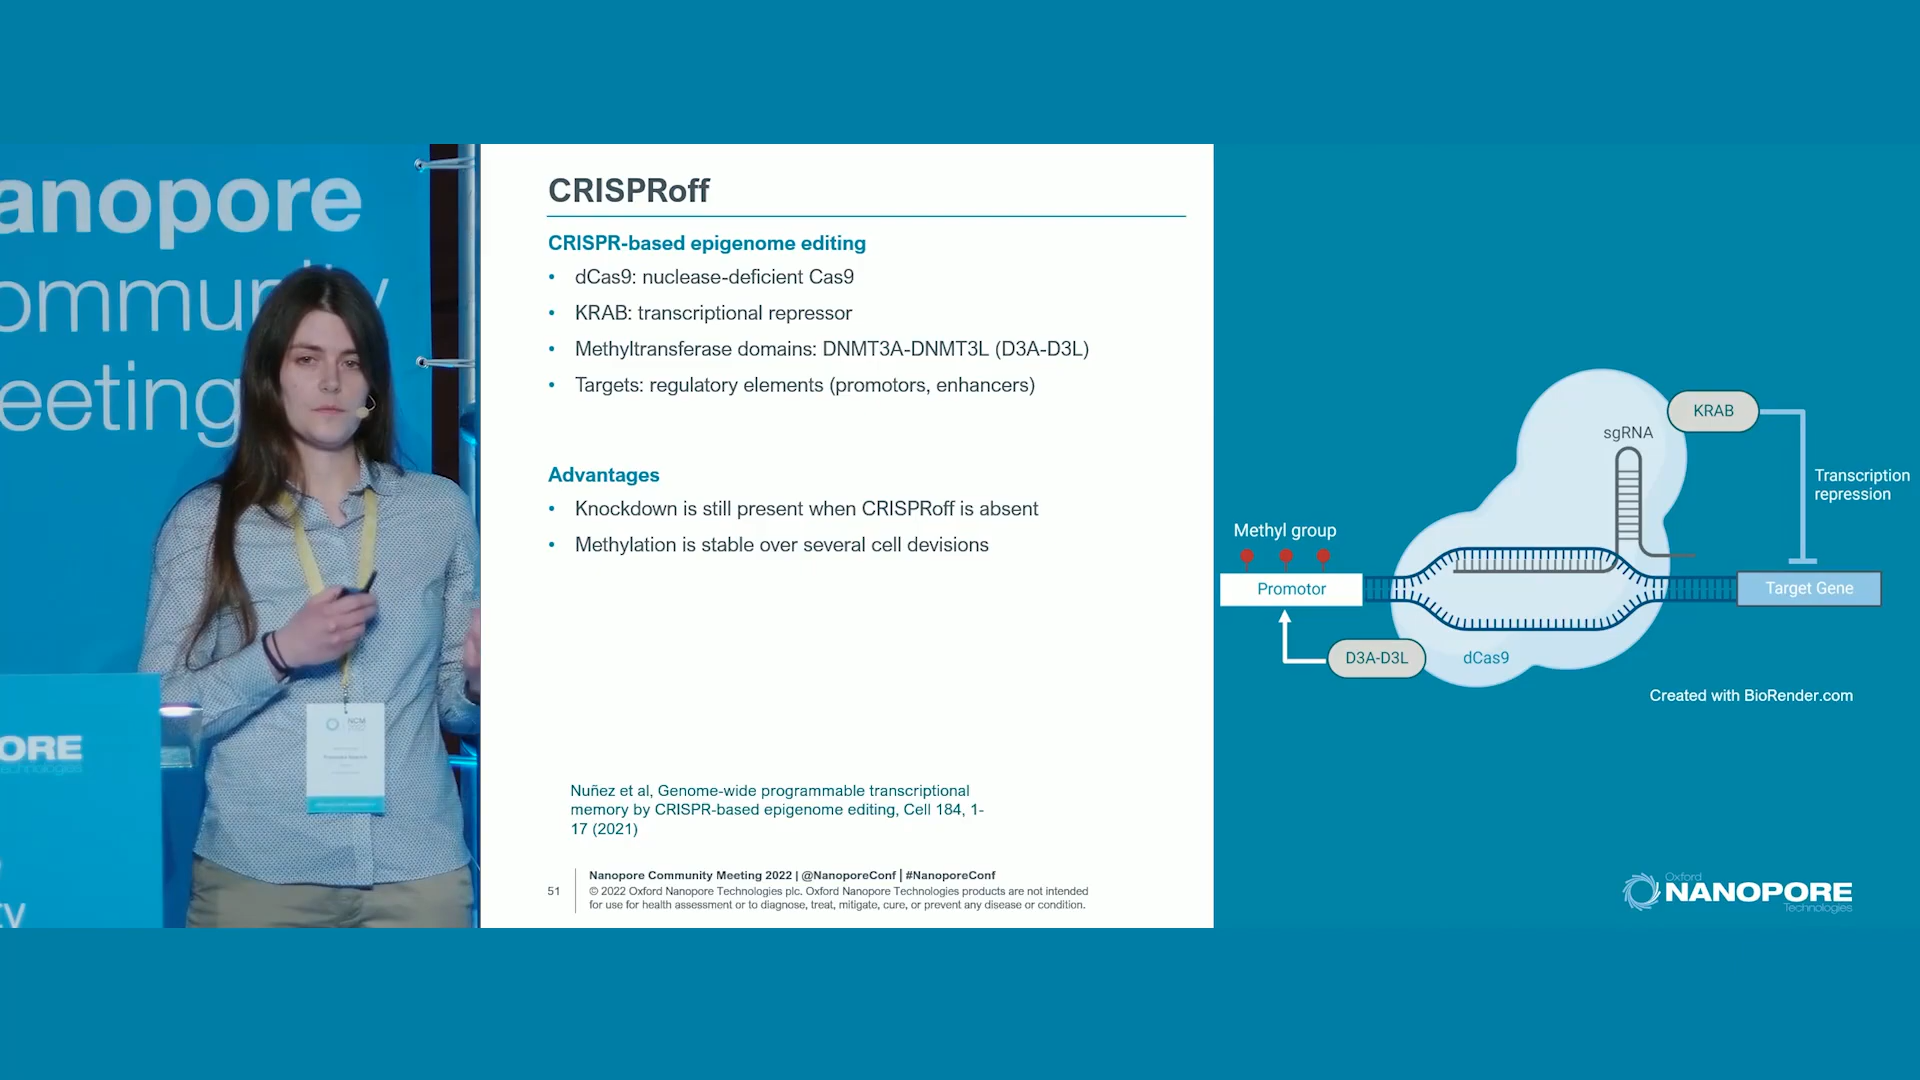 anopore
ommunity
eeting
ORE
CRISPRoff
CRISPR-based epigenome editing
• dCas9: nuclease-deficient Cas9
• KRAB: transcriptional repressor
• Methyltransferase domains: DNMT3A-DNMT3L (D3A-D3L)
• Targets: regulatory elements (promotors, enhancers)
Advantages
• Knockdown is still present when CRISPRoff is absent
• Methylation is stable over several cell devisions
Nuñez et al, Genome-wide programmable transcriptional
memory by CRISPR-based epigenome editing, Cell 184, 1-
17 (2021)
51
Nanopore Community Meeting 2022 | @NanoporeConf | #NanoporeConf
© 2022 Oxford Nanopore Technologies plc. Oxford Nanopore Technologies products are not intended
for use for health assessment or to diagnose, treat, mitigate, cure, or prevent any disease or condition.
KRAB
sgRNA
Transcription
repression
Methyl group
Promotor
Target Gene
D3A-D3L
dCas9
Created with BioRender.com
Oxford
NANOPORE
Technologies